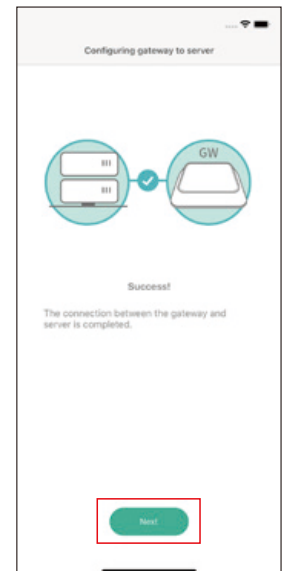 Configuring gateway to server
GW
Success!
The connection between the gateway and
server is completed.
Next